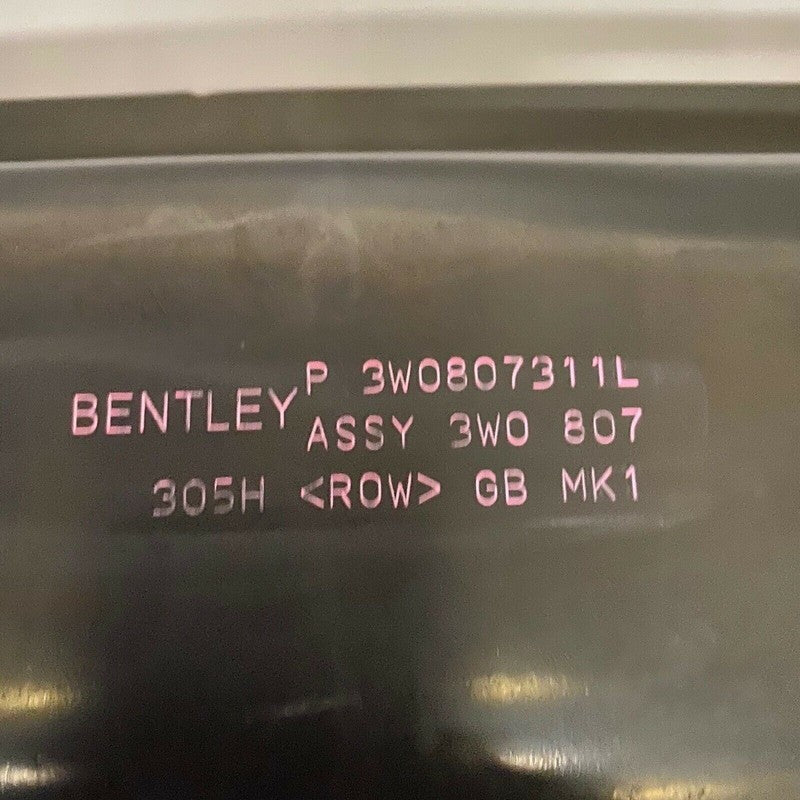 P 3W0807311L
BENTLEY
ASSY 3W0 807
305H <ROW> GB MK1